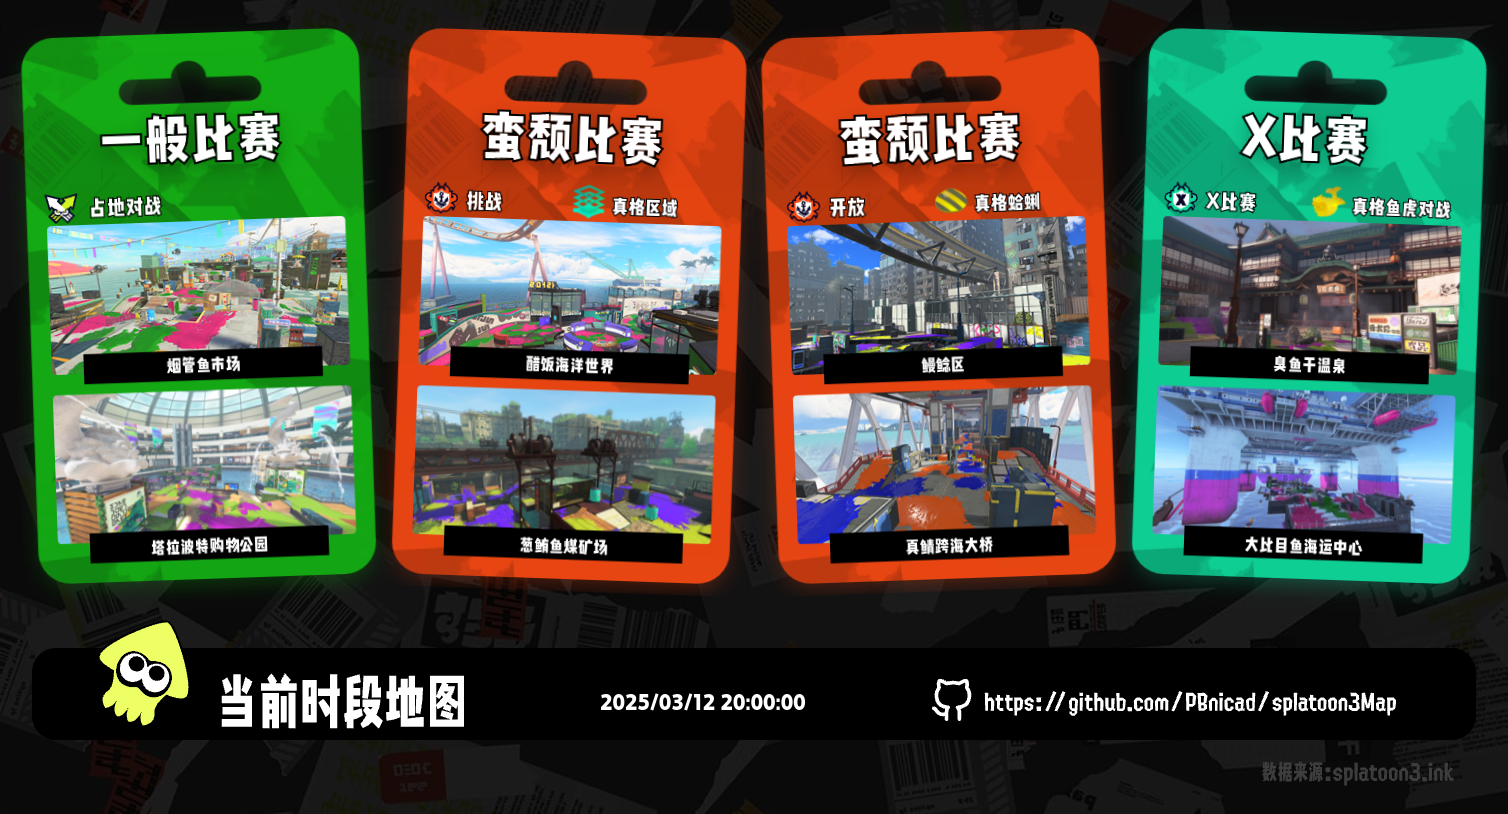 一般比赛
占地对战
烟管鱼市场
塔拉波特购物公园
蛮颓比赛
挑战
真格区域
醋饭海洋世界
葱鲔鱼煤矿场
蛮颓比赛
开放
真格蛤蜊
鳗鲶区
真鲭跨海大桥
X比赛
X比赛
真格鱼虎对战
臭鱼干温泉
大比目鱼海运中心
当前时段地图
2025/03/12 20:00:00
https://github.com/PBnicad/splatoon3Map
数据来源:splatoon3.ink